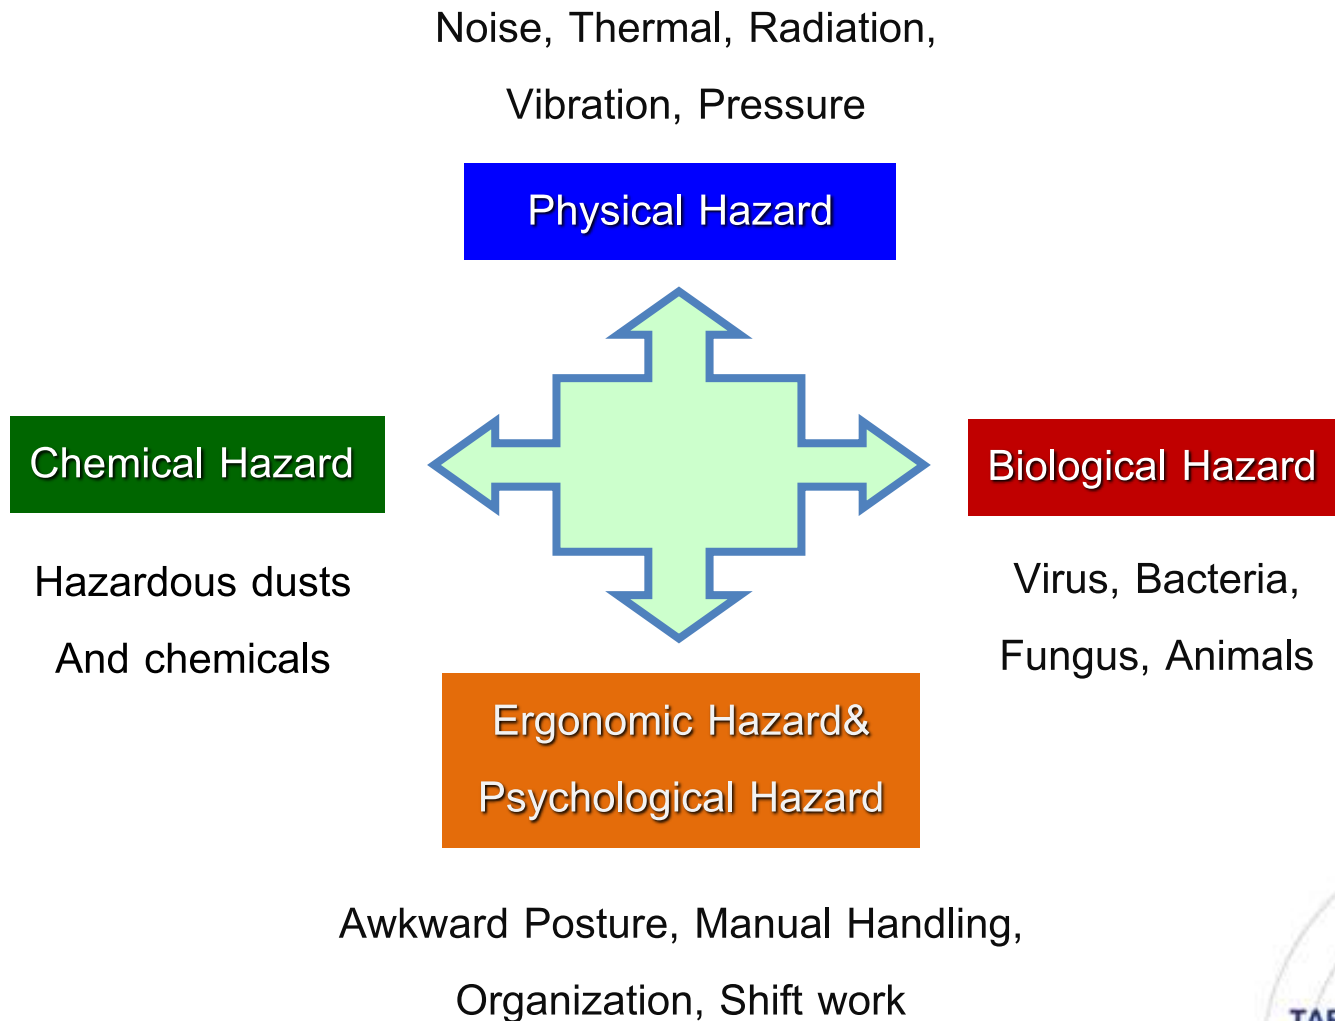 Noise, Thermal, Radiation,
Vibration, Pressure
Physical Hazard
Chemical Hazard
Hazardous dusts
And chemicals
Biological Hazard
Virus, Bacteria,
Fungus, Animals
Ergonomic Hazard&
Psychological Hazard
Awkward Posture, Manual Handling,
Organization, Shift work